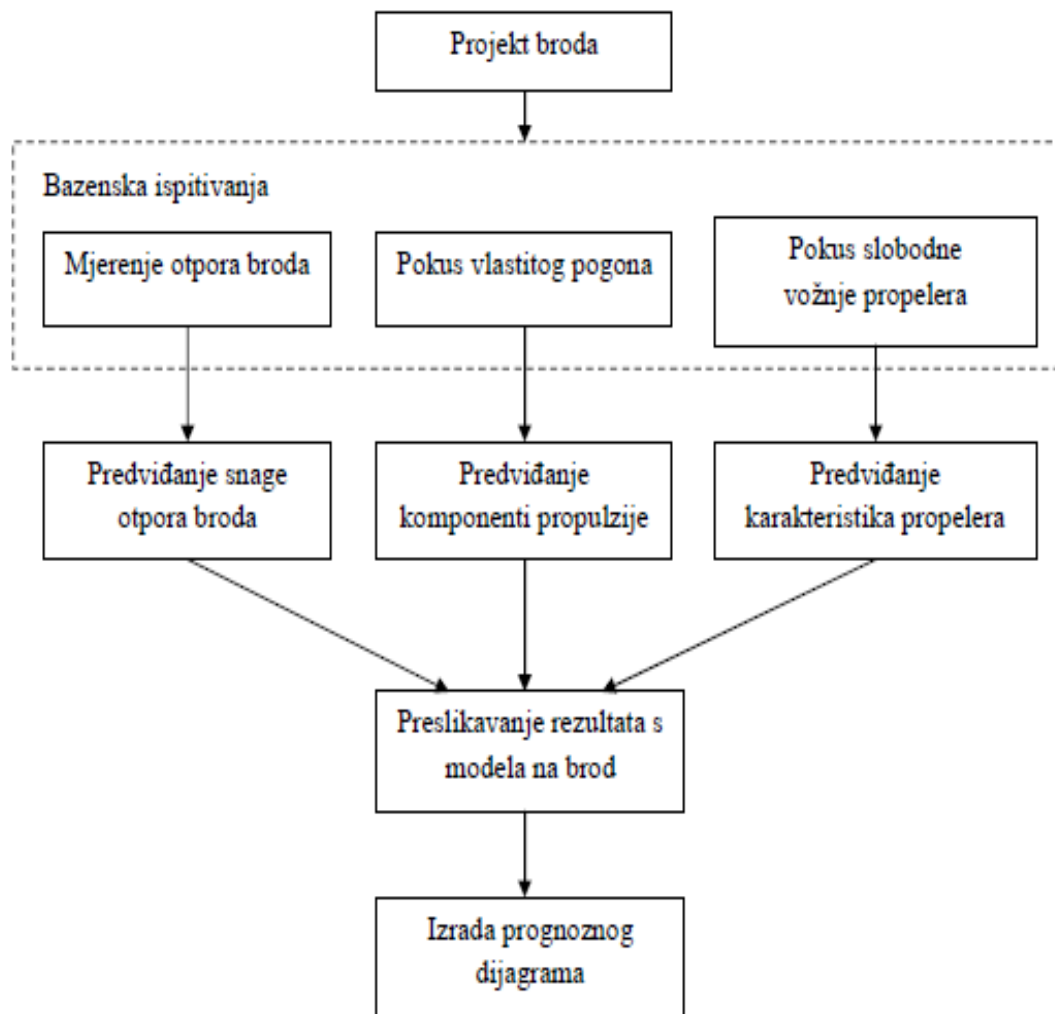 Projekt broda
Bazenska ispitivanja
Mjerenje otpora broda
Pokus vlastitog pogona
Pokus slobodne
vožnje propelera
Predviđanje snage
otpora broda
Predviđanje
komponenti propulzije
Predviđanje
karakteristika propelera
Preslikavanje rezultata s
modela na brod
Izrada prognoznog
dijagrama